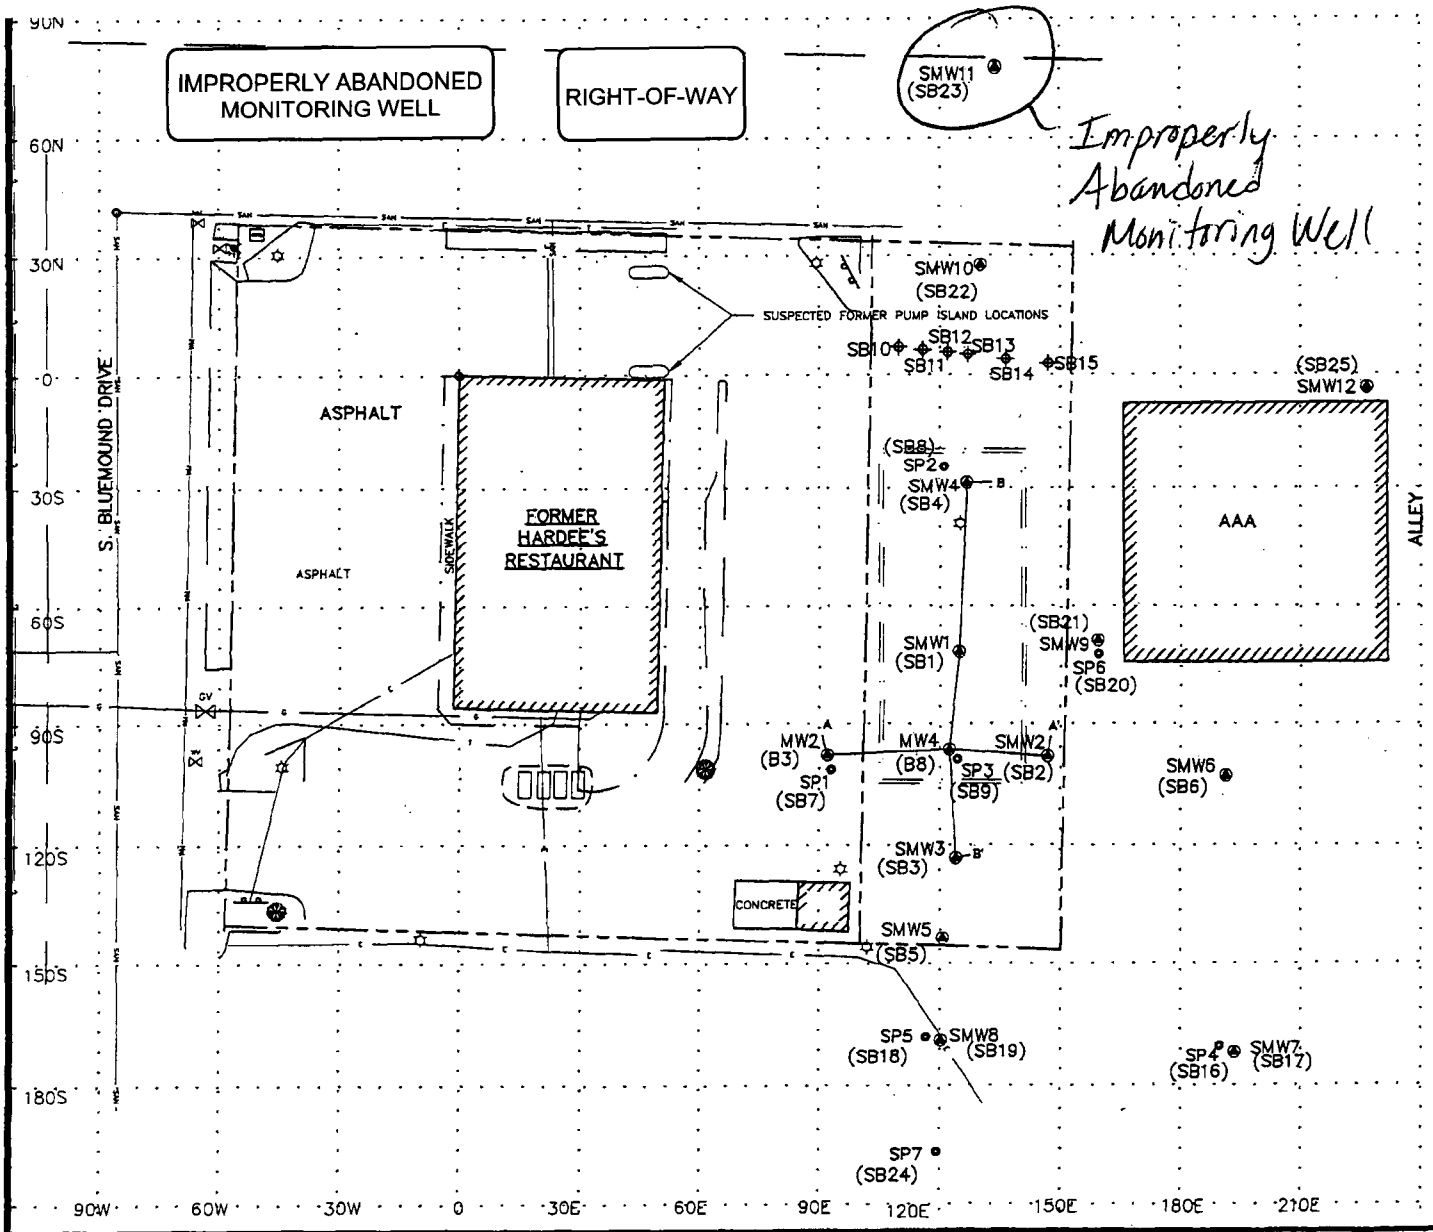 90N
IMPROPERLY ABANDONED
MONITORING WELL
RIGHT-OF-WAY
SMW11
(SB23)
Improperly
Abandoned
Monitoring Well
60N
SAN SAN SAN SAN SAN
30N
SMW10
(SB22)
SUSPECTED FORMER PUMP ISLAND LOCATIONS
SB10
SB11
SB12
SB13
SB14
SB15
0
(SB25)
SMW12
S. BLUEMOUND DRIVE
ASPHALT
(SB8)
SP2
SMW4
B
(SB4)
30S
FORMER
HARDEE'S
RESTAURANT
SIDEWALK
AAA
ALLEY
ASPHALT
60S
(SB21)
SMW9
SP6
(SB20)
SMW1
(SB1)
GV
G
G
G
E
T
90S
A
A'
MW2
(B3)
MW4
(B8)
SMW2
(SB2)
SP1
(SB7)
SP3
(SB9)
SMW6
(SB6)
120S
SMW3
B'
(SB3)
CONCRETE
SMW5
(SB5)
E E E E
150S
SP5
(SB18)
SMW8
(SB19)
SP4
(SB16)
SMW7
(SB17)
180S
SP7
(SB24)
90W 60W 30W 0 30E 60E 90E 120E 150E 180E 210E